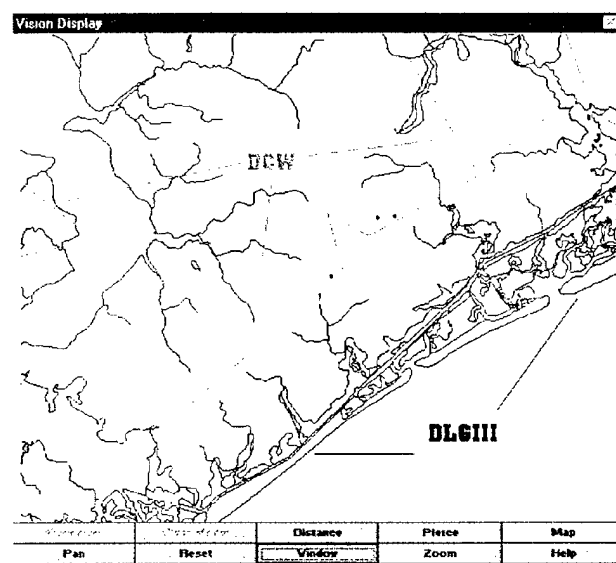 Vision Display
DCW
DLGIII
Distance Pierce Map
Pan Reset Window Zoom Help